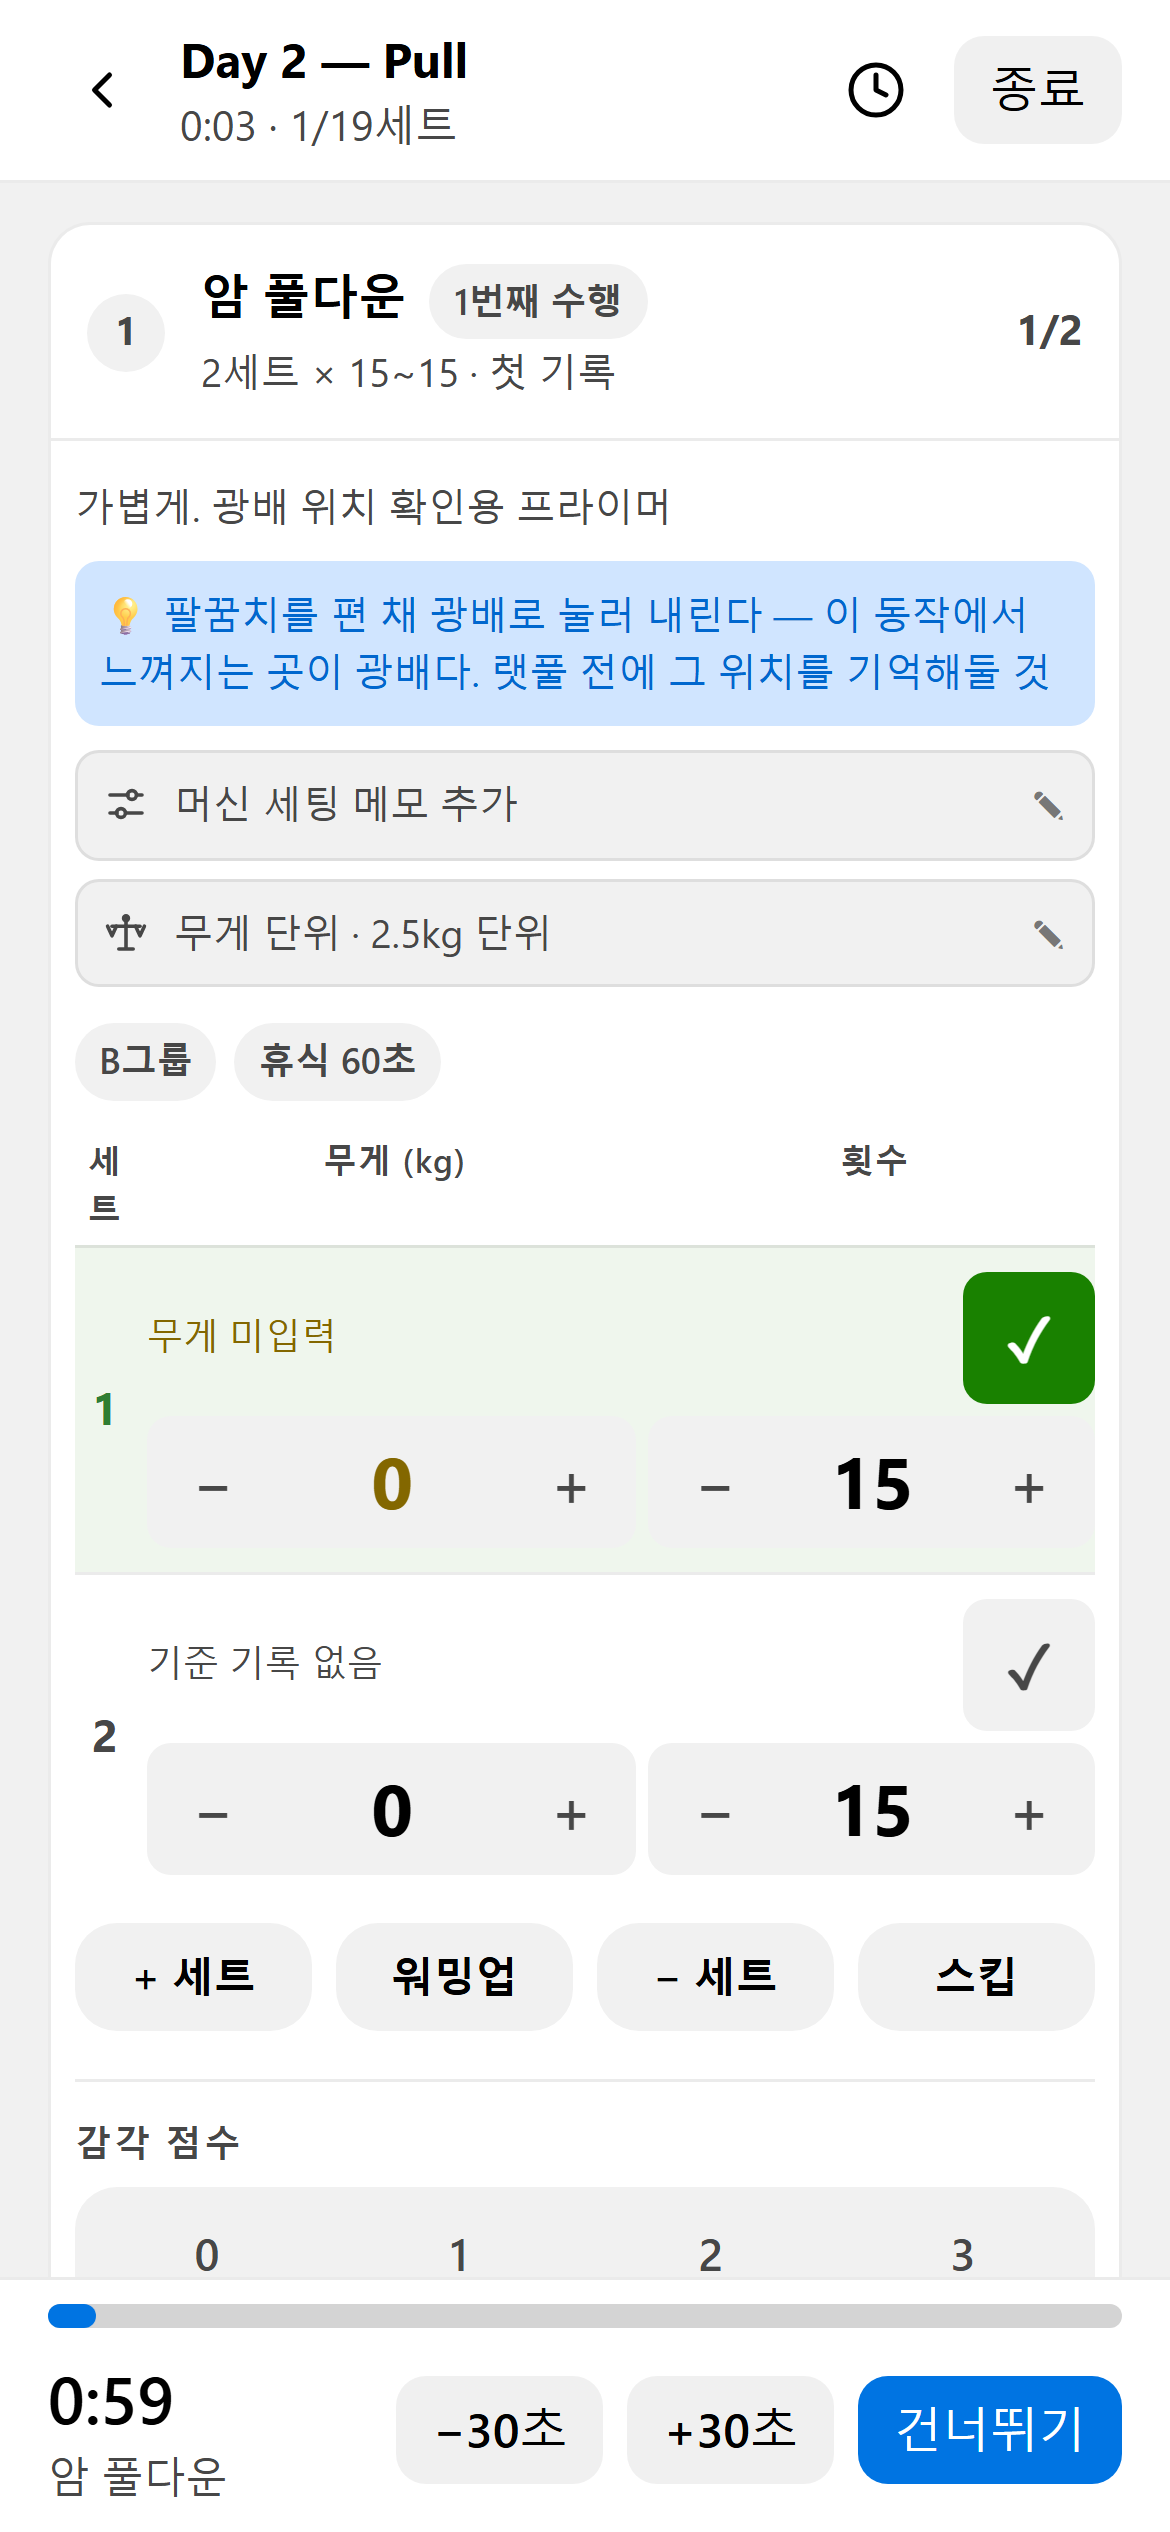 Day 2 — Pull
0:03 · 1/19세트
종료
1
암 풀다운
1번째 수행
2세트 × 15~15 · 첫 기록
1/2
가볍게. 광배 위치 확인용 프라이머
💡 팔꿈치를 편 채 광배로 눌러 내린다 — 이 동작에서
느껴지는 곳이 광배다. 랫풀 전에 그 위치를 기억해둘 것
머신 세팅 메모 추가
무게 단위 · 2.5kg 단위
B그룹
휴식 60초
세
트
무게 (kg)
횟수
무게 미입력
✓
1
− 0 +
− 15 +
기준 기록 없음
✓
2
− 0 +
− 15 +
+ 세트
워밍업
− 세트
스킵
감각 점수
0 1 2 3
0:59
암 풀다운
−30초
+30초
건너뛰기